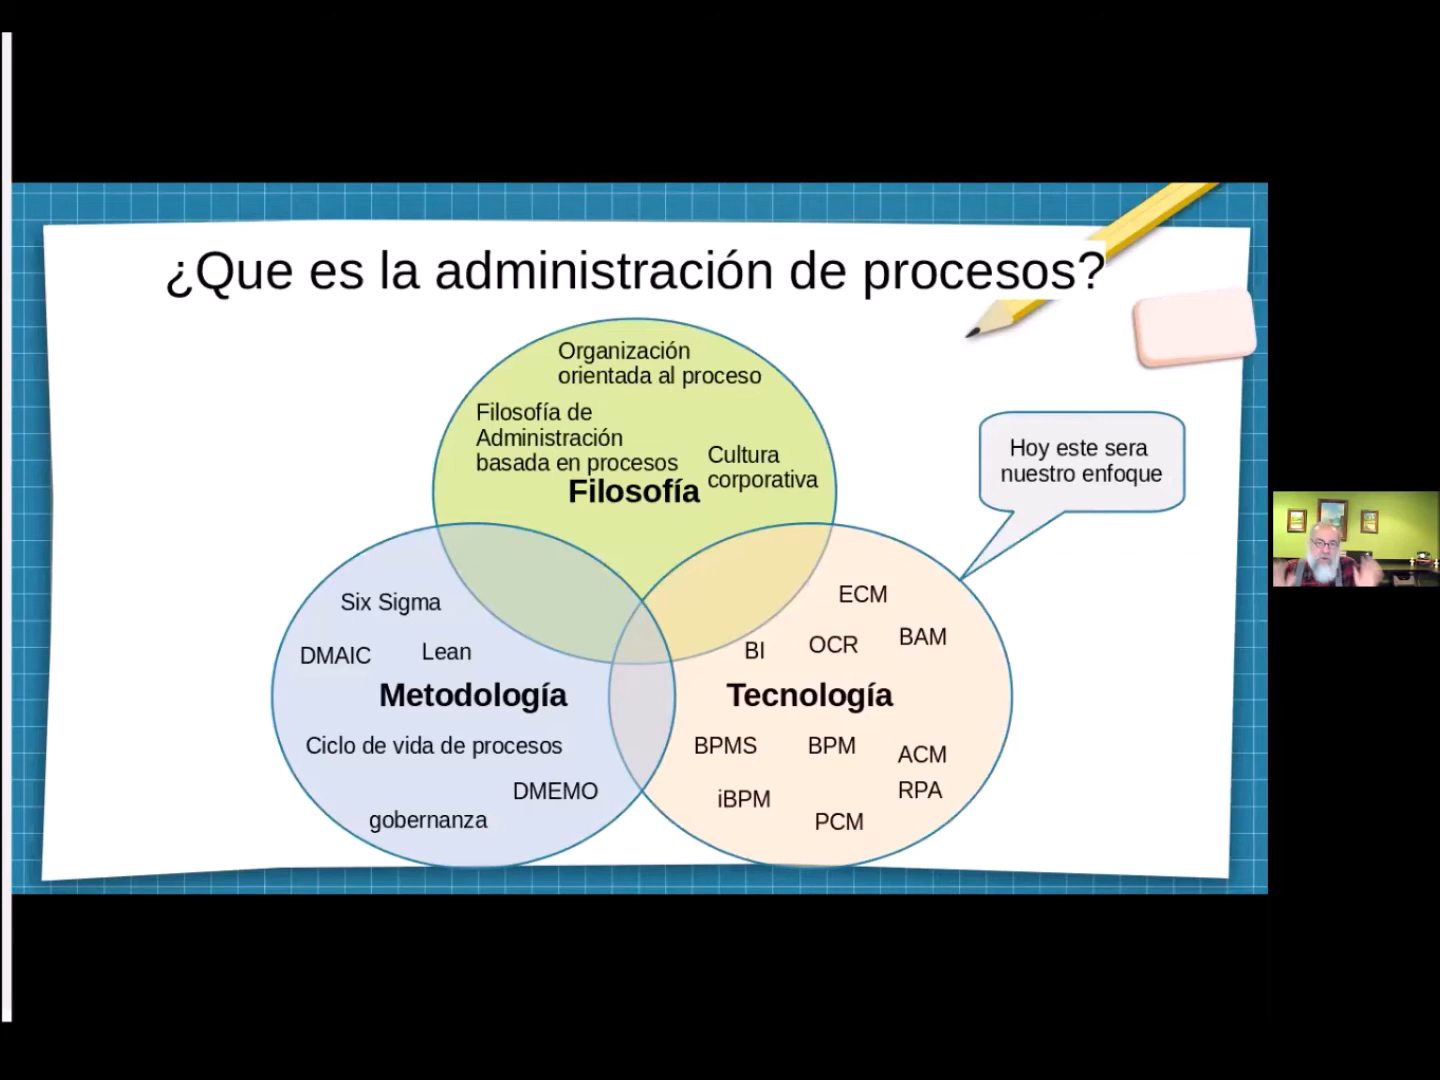 ¿Que es la administración de procesos?
Organización
orientada al proceso
Filosofía de
Administración
basada en procesos
Cultura
corporativa
Filosofía
Hoy este sera
nuestro enfoque
Six Sigma
DMAIC
Lean
Metodología
Ciclo de vida de procesos
DMEMO
gobernanza
ECM
BI
OCR
BAM
Tecnología
BPMS
BPM
ACM
iBPM
RPA
PCM